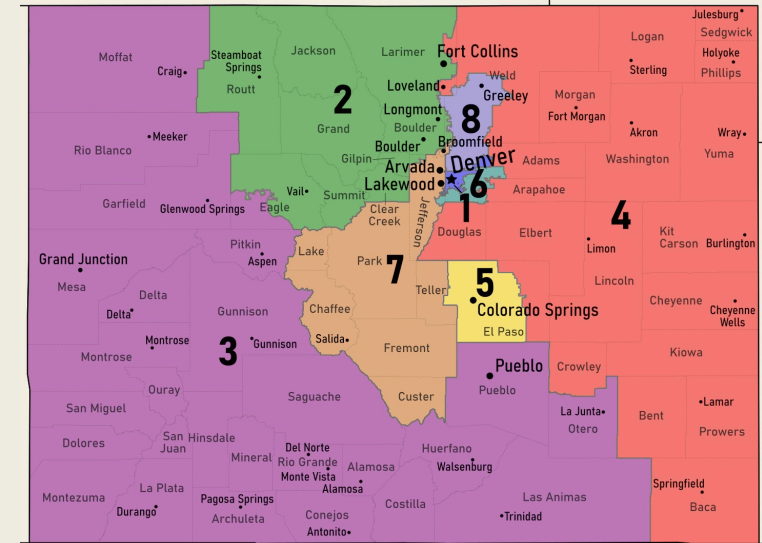 Julesburg
Logan
Sedgwick
Jackson
Larimer
Fort Collins
Holyoke
Moffat
Steamboat
Springs
Sterling
Phillips
Craig
Routt
Loveland
Weld
2
Greeley
Morgan
Longmont
Fort Morgan
8
Grand
Boulder
Akron
Wray
Meeker
Boulder
Broomfield
Rio Blanco
Gilpin
Denver
Adams
Washington
Yuma
Arvada
Lakewood
6
Vail
Summit
Arapahoe
Garfield
Glenwood Springs
Eagle
Clear
Creek
Jefferson
1
4
Douglas
Elbert
Kit
Carson
Burlington
Pitkin
Aspen
Lake
Limon
Grand Junction
Park
7
Mesa
Teller
5
Lincoln
Delta
Delta
Gunnison
Chaffee
Colorado Springs
Cheyenne
Cheyenne
Wells
El Paso
Montrose
3
Gunnison
Salida
Fremont
Kiowa
Montrose
Pueblo
Crowley
Ouray
Saguache
Custer
Pueblo
San Miguel
La Junta
Bent
Lamar
Otero
Prowers
Dolores
San
Juan
Hinsdale
Del Norte
Huerfano
Mineral
Rio Grande
Monte Vista
Alamosa
Walsenburg
Springfield
Alamosa
La Plata
Montezuma
Pagosa Springs
Las Animas
Costilla
Baca
Durango
Archuleta
Conejos
Trinidad
Antonito